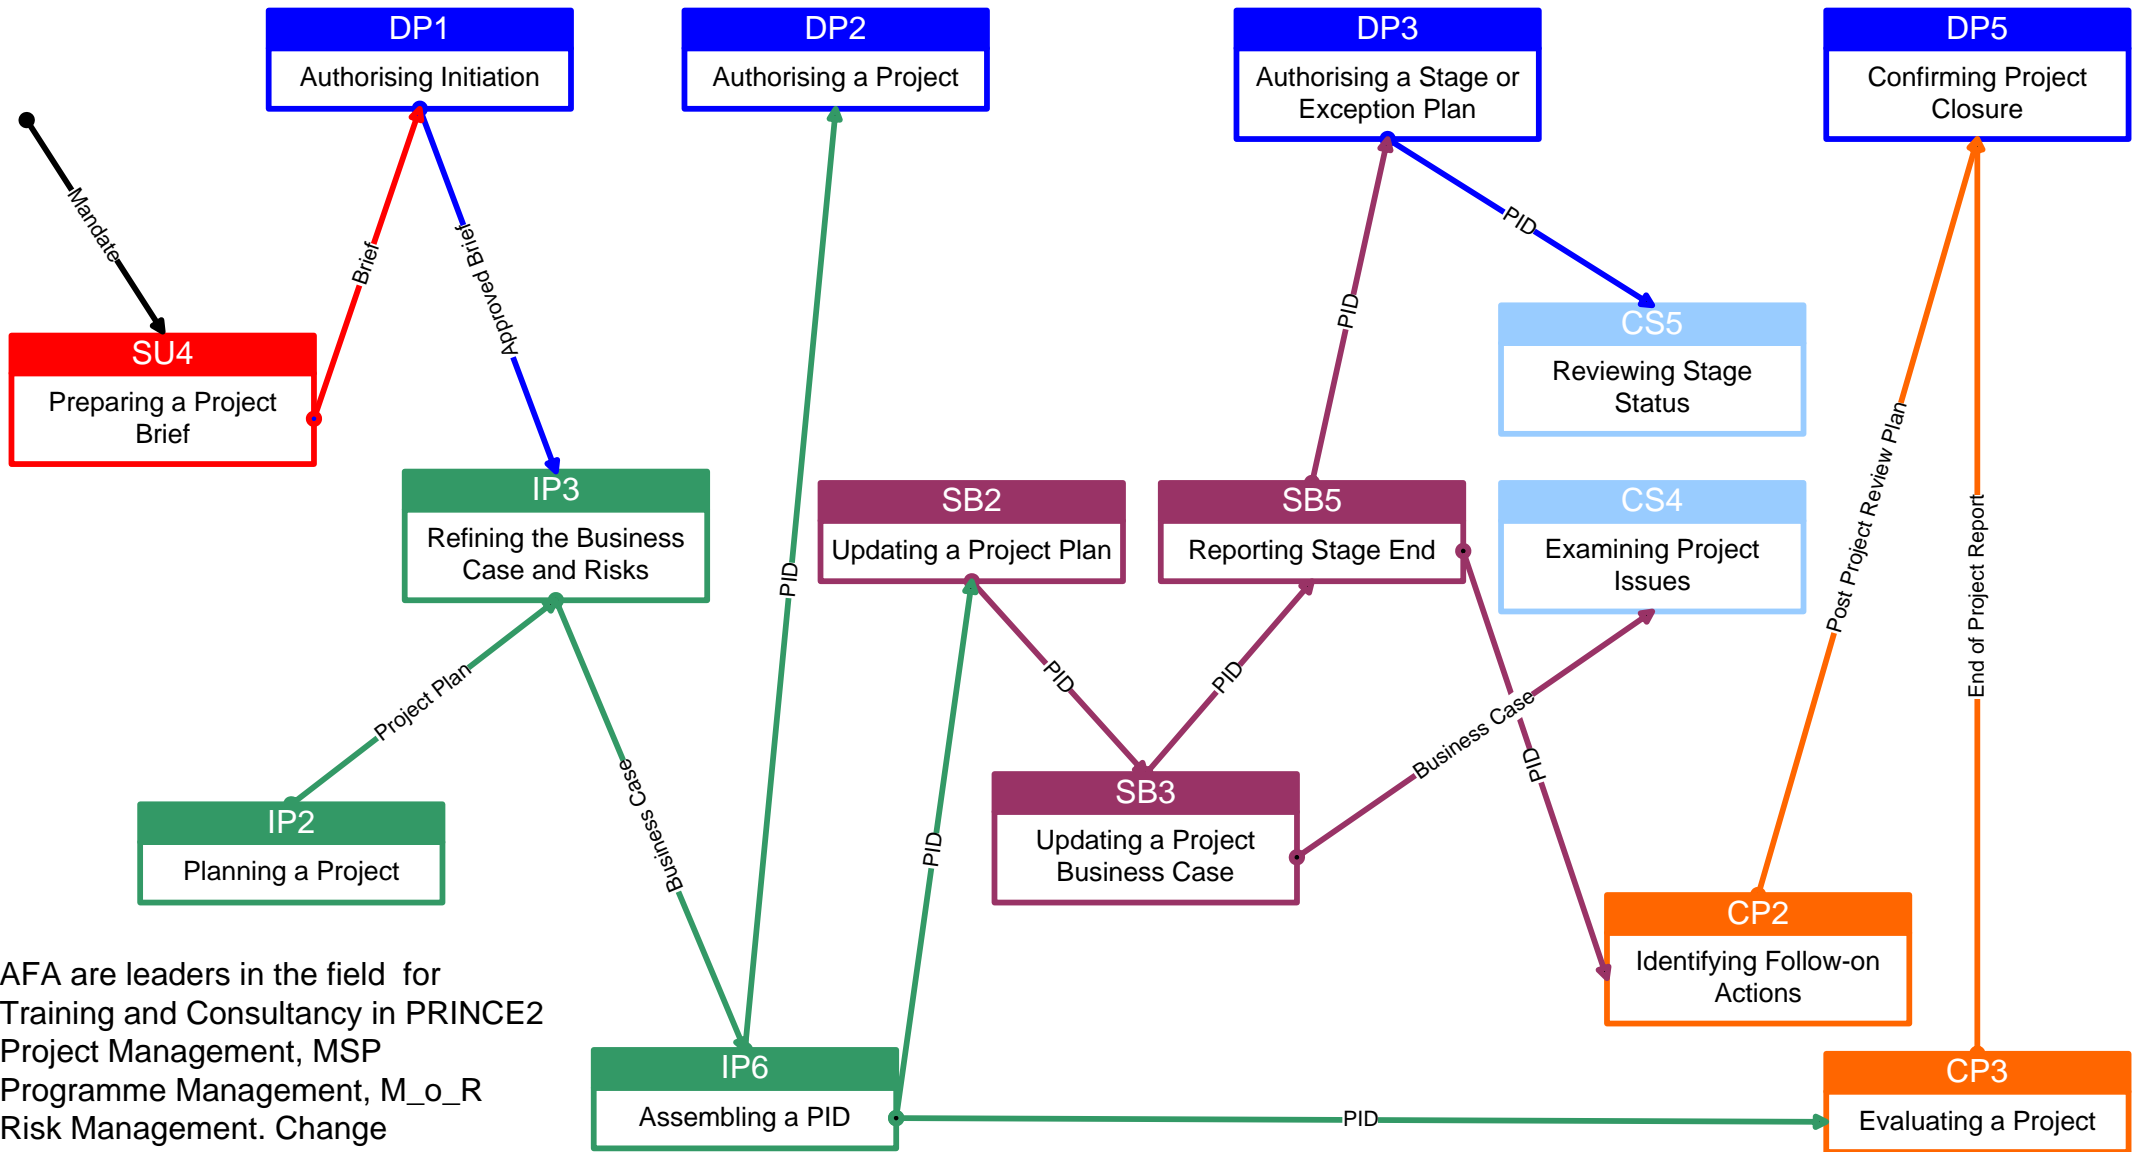 DP1
Authorising Initiation
DP2
Authorising a Project
DP3
Authorising a Stage or
Exception Plan
DP5
Confirming Project
Closure
Mandate
Brief
Approved Brief
PID
PID
SU4
Preparing a Project
Brief
CS5
Reviewing Stage
Status
IP3
Refining the Business
Case and Risks
SB2
Updating a Project Plan
SB5
Reporting Stage End
CS4
Examining Project
Issues
Post Project Review Plan
End of Project Report
PID
Project Plan
PID
PID
Business Case
Business Case
PID
PID
IP2
Planning a Project
SB3
Updating a Project
Business Case
CP2
Identifying Follow-on
Actions
AFA are leaders in the field for
Training and Consultancy in PRINCE2
Project Management, MSP
Programme Management, M_o_R
Risk Management. Change
IP6
Assembling a PID
PID
CP3
Evaluating a Project